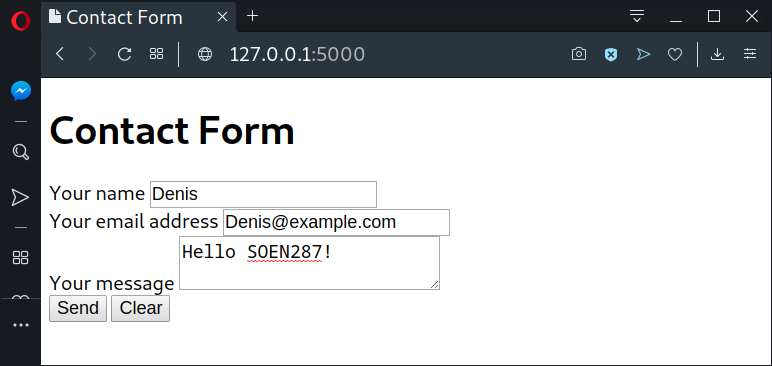 Contact Form
127.0.0.1:5000
Contact Form
Your name Denis
Your email address Denis@example.com
Your message Hello SOEN287!
Send Clear